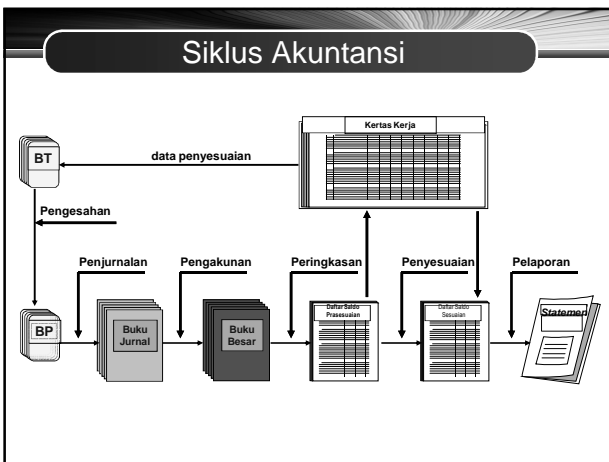 Siklus Akuntansi
Kertas Kerja
BT
data penyesuaian
Pengesahan
Penjurnalan
Pengakunan
Peringkasan
Penyesuaian
Pelaporan
BP
Buku
Jurnal
Buku
Besar
Daftar Saldo
Prasesuaian
Daftar Saldo
Sesuaian
Statemen